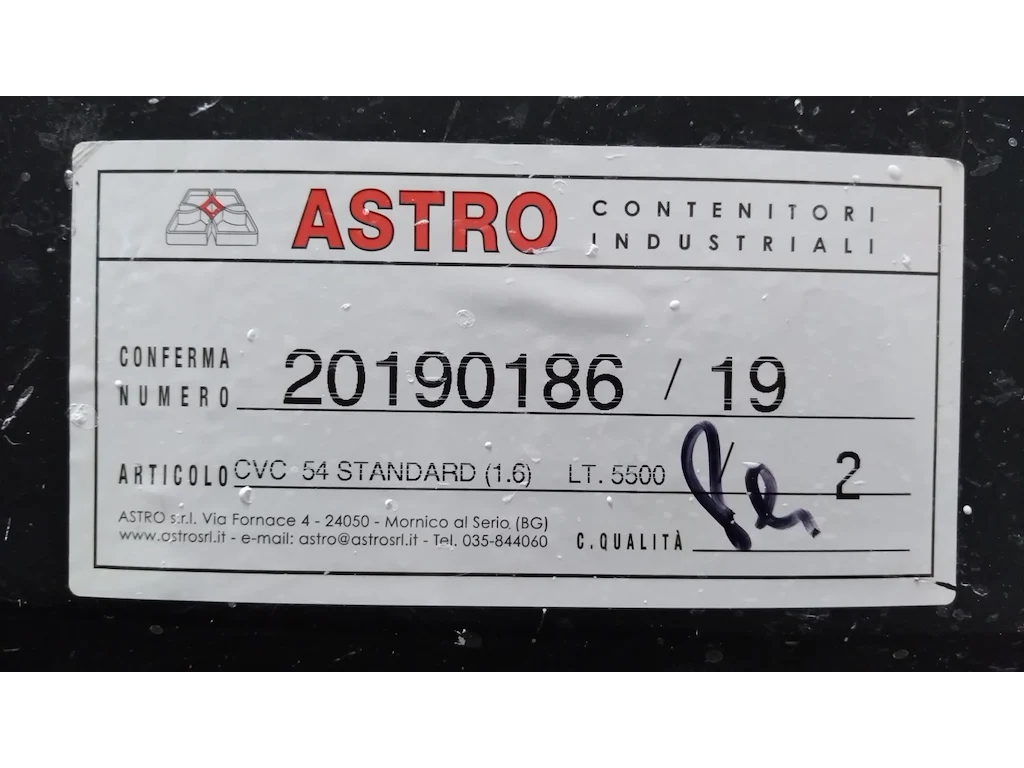 ASTRO CONTENITORI
INDUSTRIALI
CONFERMA
NUMERO 20190186 / 19
ARTICOLO CVC 54 STANDARD (1.6) LT. 5500 / 2
ASTRO s.r.l. Via Fornace 4 - 24050 - Mornico al Serio (BG)
www.astrosrl.it - e-mail: astro@astrosrl.it - Tel. 035-844060
C. QUALITÀ